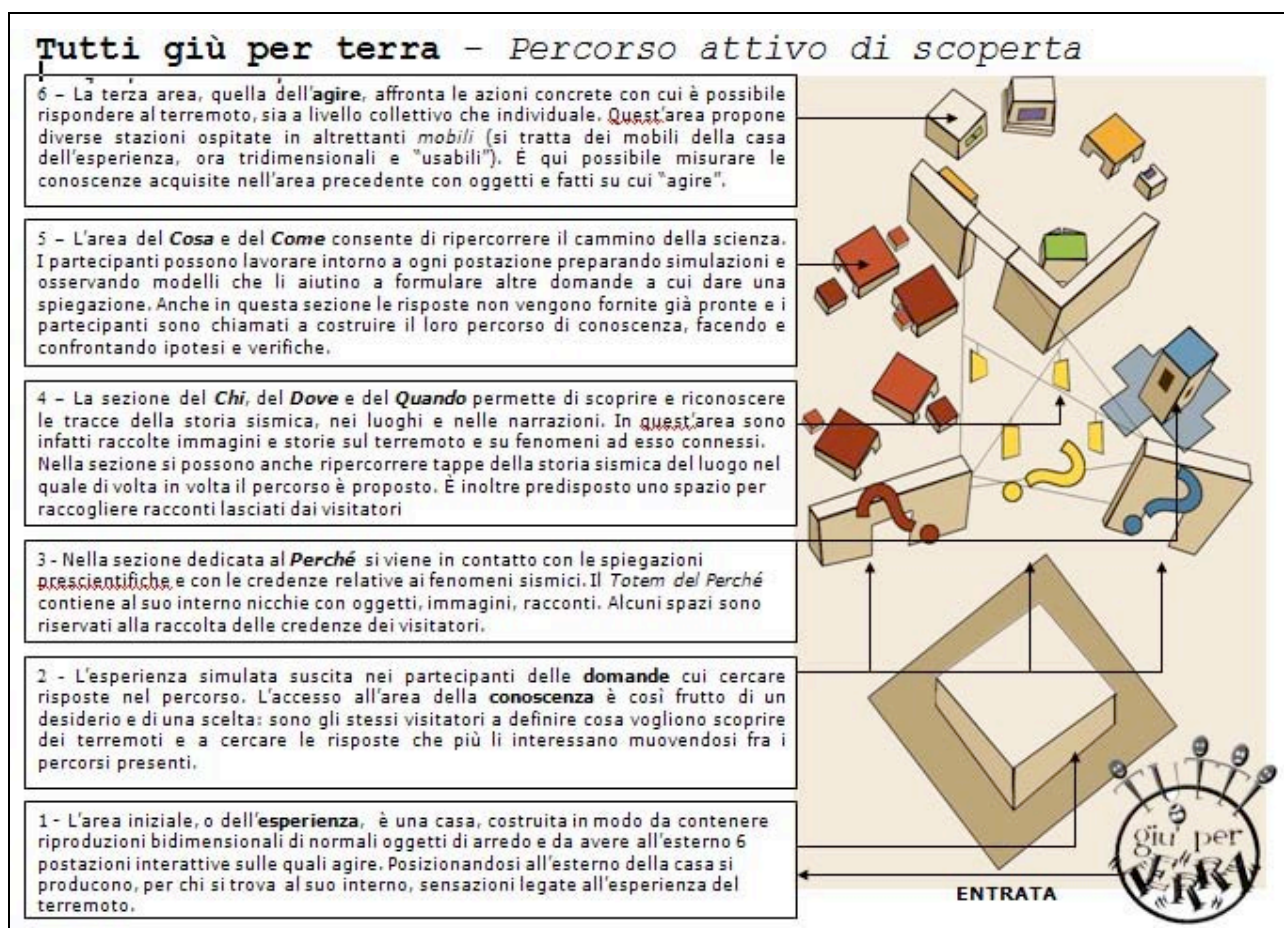 Tutti giù per terra – Percorso attivo di scoperta
6 – La terza area, quella dell'agire, affronta le azioni concrete con cui è possibile
rispondere al terremoto, sia a livello collettivo che individuale. Quest'area propone
diverse stazioni ospitate in altrettanti mobili (si tratta dei mobili della casa
dell'esperienza, ora tridimensionali e "usabili"). È qui possibile misurare le
conoscenze acquisite nell'area precedente con oggetti e fatti su cui "agire".
5 – L'area del Cosa e del Come consente di ripercorrere il cammino della scienza.
I partecipanti possono lavorare intorno a ogni postazione preparando simulazioni e
osservando modelli che li aiutino a formulare altre domande a cui dare una
spiegazione. Anche in questa sezione le risposte non vengono fornite già pronte e i
partecipanti sono chiamati a costruire il loro percorso di conoscenza, facendo e
confrontando ipotesi e verifiche.
4 – La sezione del Chi, del Dove e del Quando permette di scoprire e riconoscere
le tracce della storia sismica, nei luoghi e nelle narrazioni. In quest'area sono
infatti raccolte immagini e storie sul terremoto e su fenomeni ad esso connessi.
Nella sezione si possono anche ripercorrere tappe della storia sismica del luogo nel
quale di volta in volta il percorso è proposto. È inoltre predisposto uno spazio per
raccogliere racconti lasciati dai visitatori
3 - Nella sezione dedicata al Perché si viene in contatto con le spiegazioni
prescientifiche e con le credenze relative ai fenomeni sismici. Il Totem del Perché
contiene al suo interno nicchie con oggetti, immagini, racconti. Alcuni spazi sono
riservati alla raccolta delle credenze dei visitatori.
2 - L'esperienza simulata suscita nei partecipanti delle domande cui cercare
risposte nel percorso. L'accesso all'area della conoscenza è così frutto di un
desiderio e di una scelta: sono gli stessi visitatori a definire cosa vogliono scoprire
dei terremoti e a cercare le risposte che più li interessano muovendosi fra i
percorsi presenti.
1 - L'area iniziale, o dell'esperienza, è una casa, costruita in modo da contenere
riproduzioni bidimensionali di normali oggetti di arredo e da avere all'esterno 6
postazioni interattive sulle quali agire. Posizionandosi all'esterno della casa si
producono, per chi si trova al suo interno, sensazioni legate all'esperienza del
terremoto.
? ? ?
ENTRATA
TUTTI
giu' per
TERRA